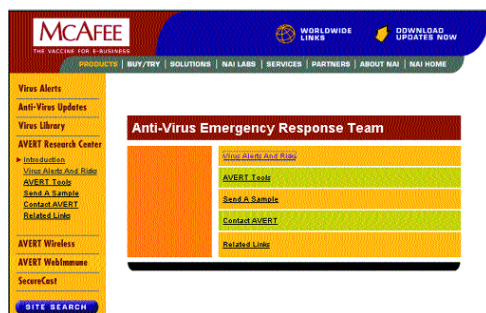 McAFEE
THE VACCINE FOR E-BUSINESS
WORLDWIDE LINKS
DOWNLOAD UPDATES NOW
PRODUCTS | BUY/TRY | SOLUTIONS | NAI LABS | SERVICES | PARTNERS | ABOUT NAI | NAI HOME
Virus Alerts
Anti-Virus Updates
Virus Library
AVERT Research Center
Introduction
Virus Alerts And Risks
AVERT Tools
Send A Sample
Contact AVERT
Related Links
AVERT Wireless
AVERT WebImmune
SecureCast
SITE SEARCH
Anti-Virus Emergency Response Team
Virus Alerts And Risks
AVERT Tools
Send A Sample
Contact AVERT
Related Links